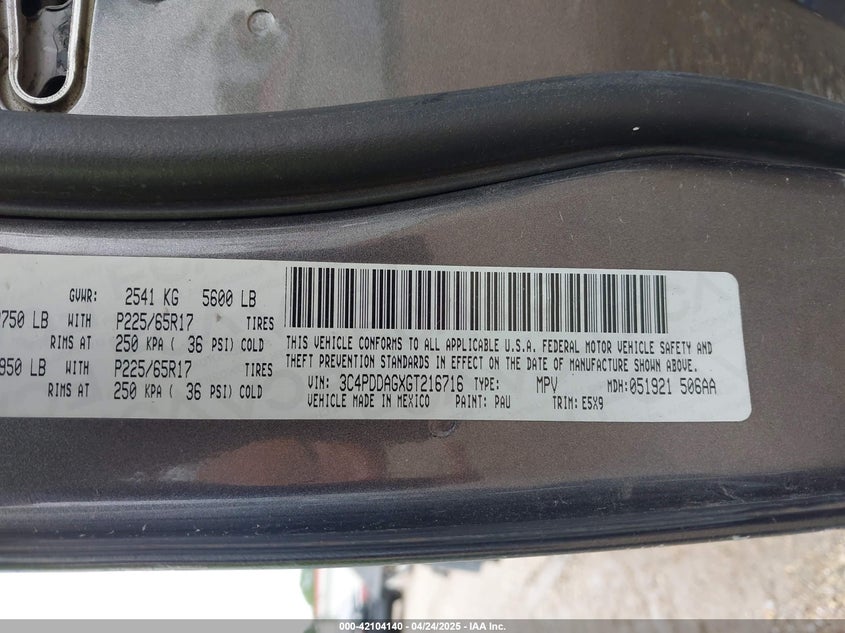 GVWR: 2541 KG 5600 LB
750 LB WITH P225/65R17 TIRES
RIMS AT 250 KPA ( 36 PSI) COLD
950 LB WITH P225/65R17 TIRES
RIMS AT 250 KPA ( 36 PSI) COLD
THIS VEHICLE CONFORMS TO ALL APPLICABLE U.S.A. FEDERAL MOTOR VEHICLE SAFETY AND
THEFT PREVENTION STANDARDS IN EFFECT ON THE DATE OF MANUFACTURE SHOWN ABOVE.
VIN: 3C4PDDAGXGT216716 TYPE: MPV MDH: 051921 506AA
VEHICLE MADE IN MEXICO PAINT: PAU TRIM: E5X9
000-42104140 - 04/24/2025 - IAA Inc.